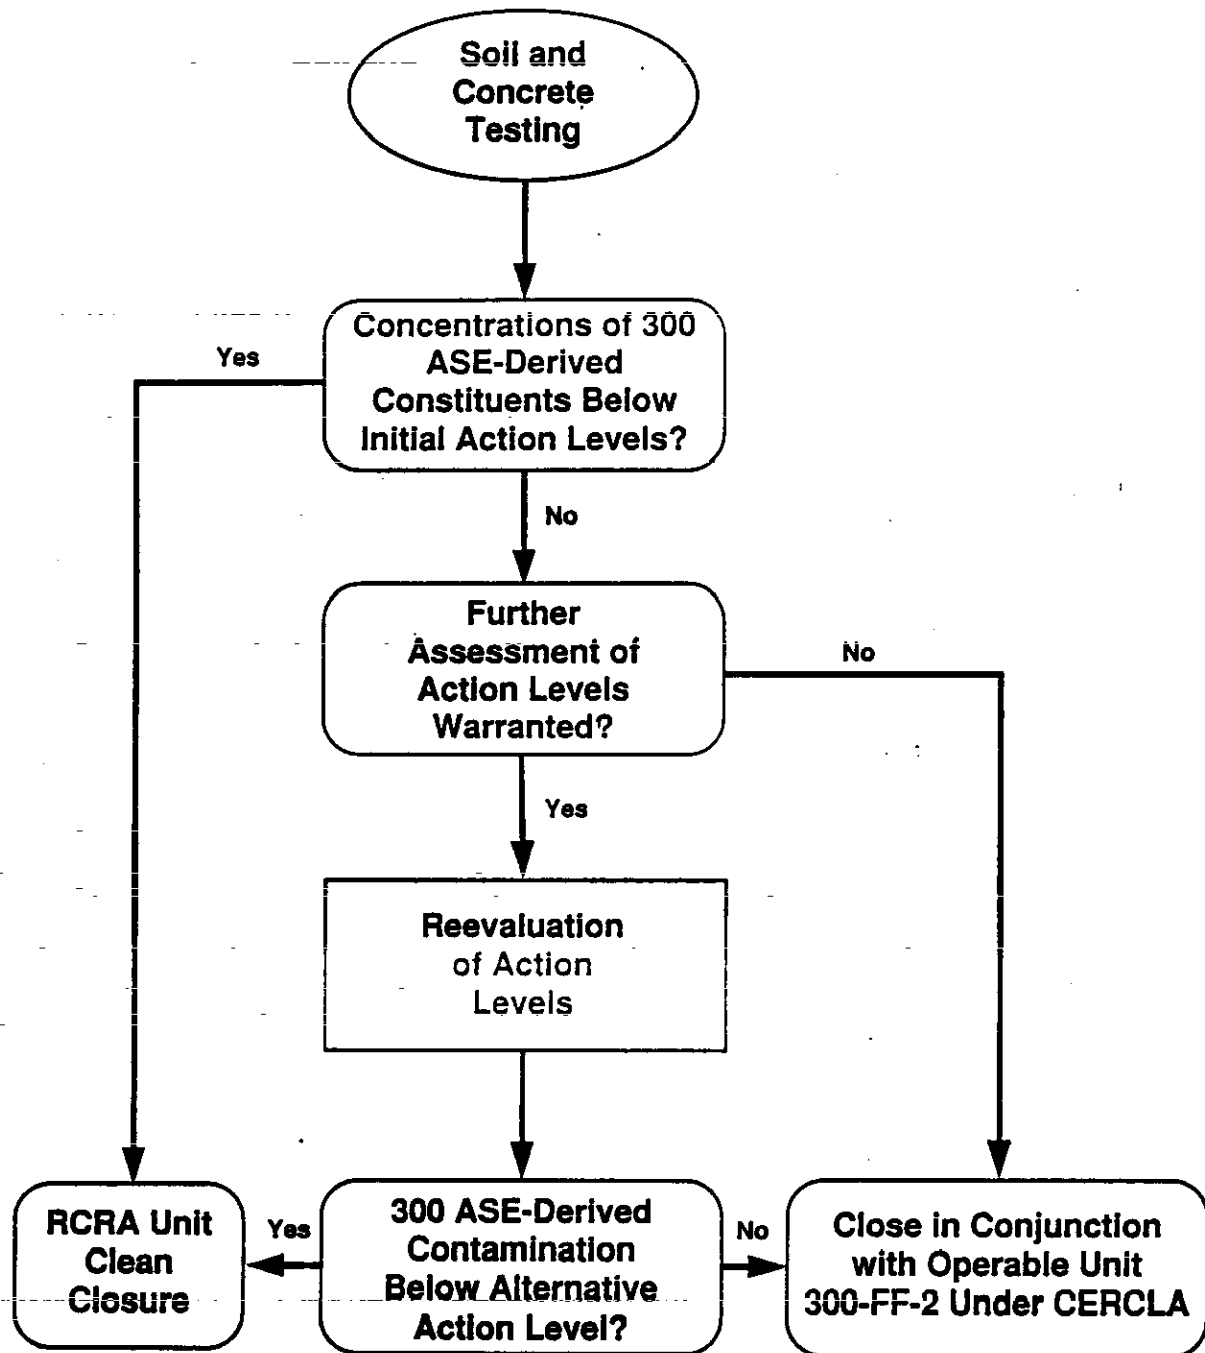 Soil and
Concrete
Testing
Concentrations of 300
ASE-Derived
Constituents Below
Initial Action Levels?
Yes
No
Further
Assessment of
Action Levels
Warranted?
No
Yes
Reevaluation
of Action
Levels
RCRA Unit
Clean
Closure
Yes
300 ASE-Derived
Contamination
Below Alternative
Action Level?
No
Close in Conjunction
with Operable Unit
300-FF-2 Under CERCLA